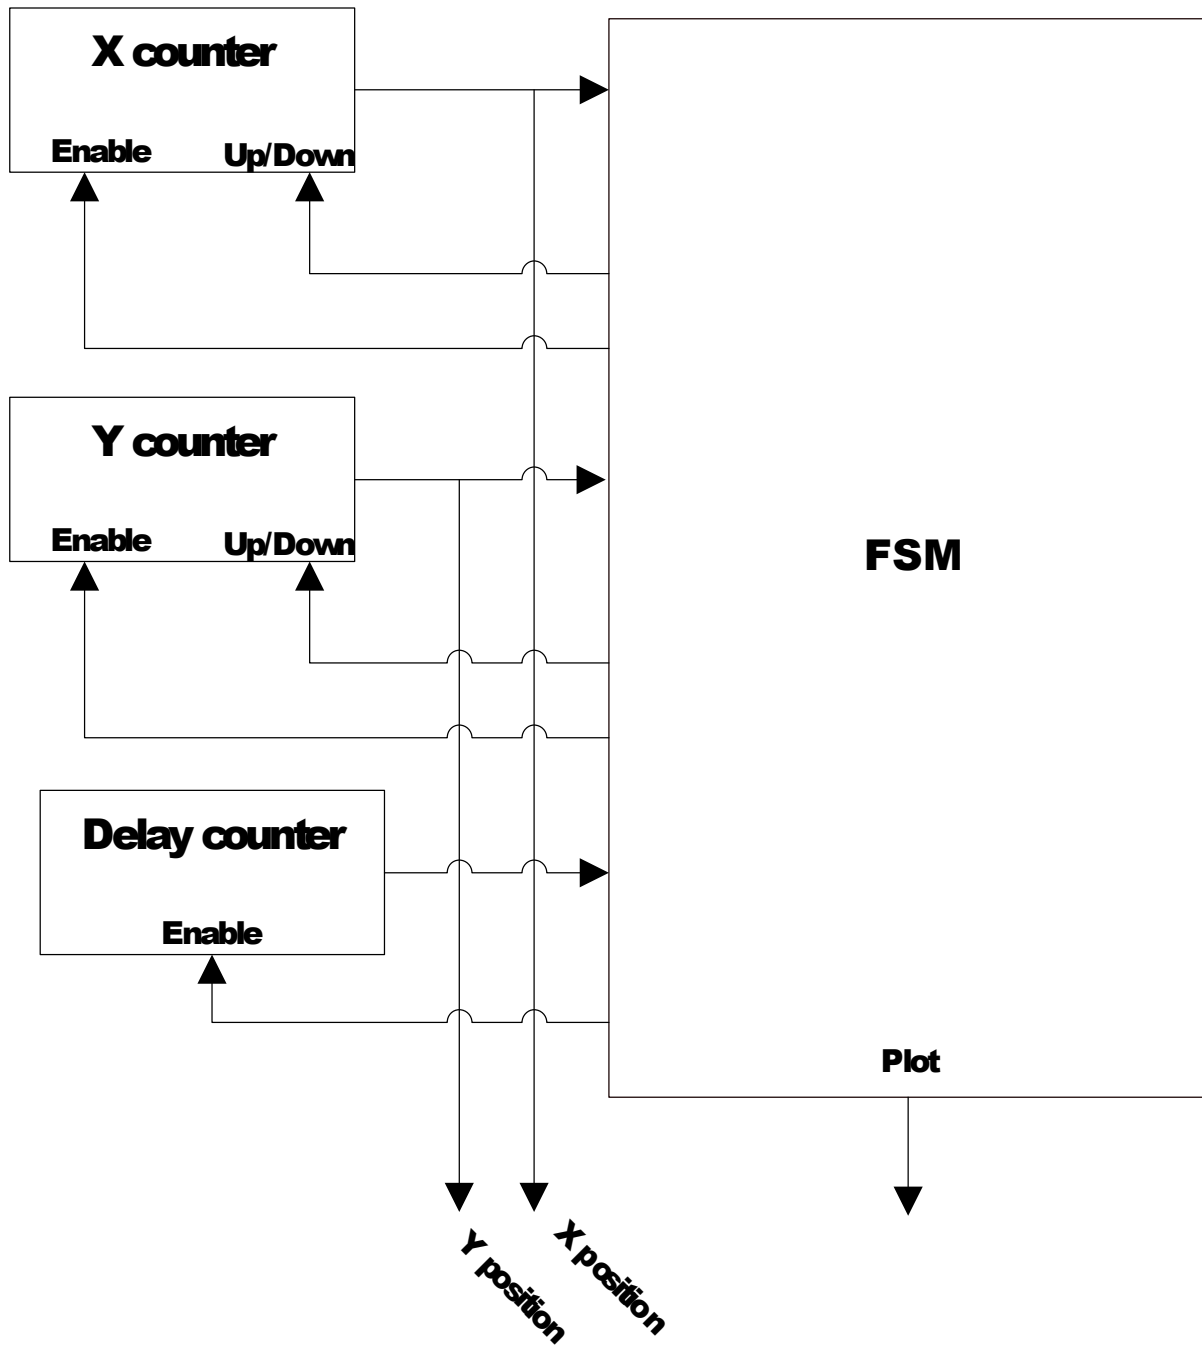 X counter
Enable
Up/Down
Y counter
Enable
Up/Down
FSM
Delay counter
Enable
Plot
Y position
X position